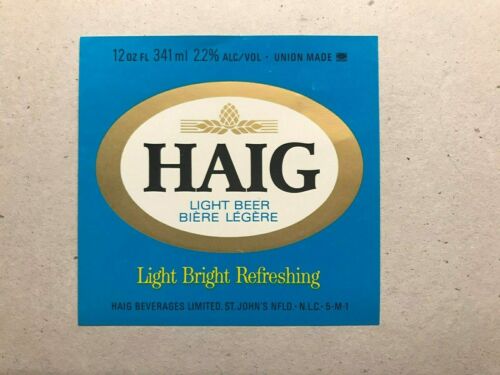 12 OZ FL 341 ml 2.2% ALC/VOL · UNION MADE
HAIG
LIGHT BEER
BIÈRE LÉGÈRE
Light Bright Refreshing
HAIG BEVERAGES LIMITED, ST. JOHN'S NFLD. · N.L.C. · 5-M-1